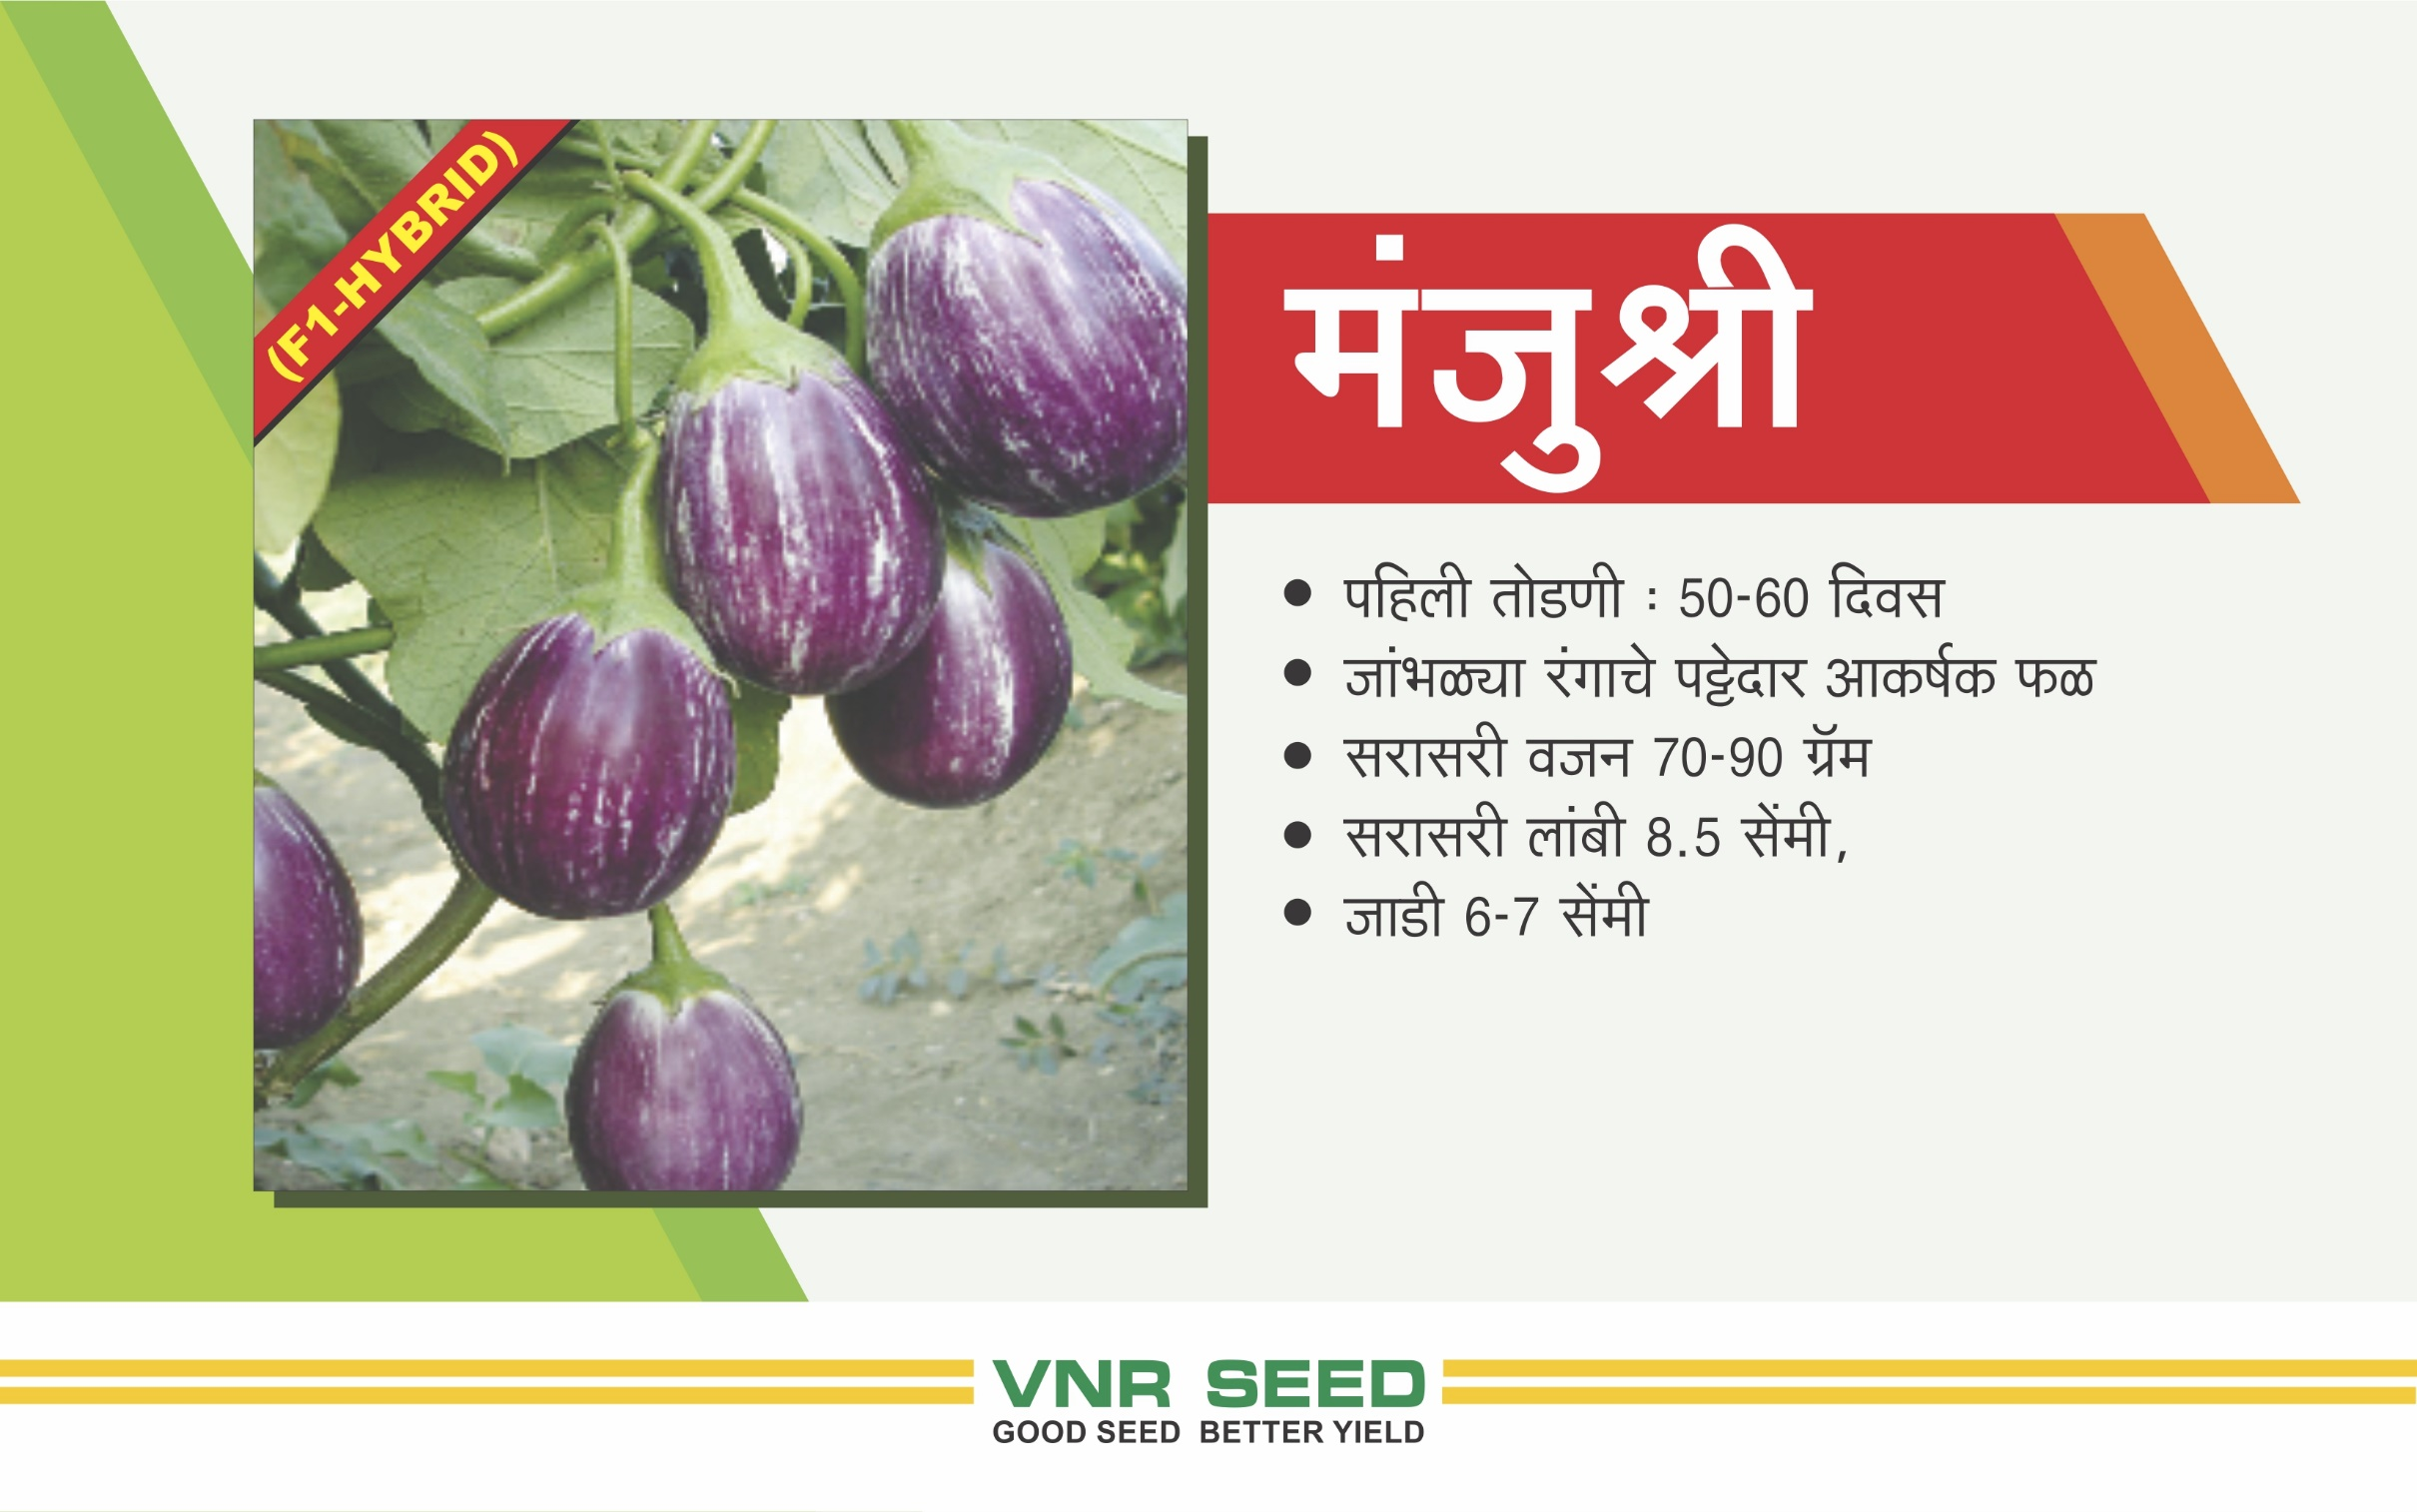 (F1-HYBRID)
मंजुश्री
पहिली तोडणी : 50-60 दिवस
जांभळ्या रंगाचे पट्टेदार आकर्षक फळ
सरासरी वजन 70-90 ग्रॅम
सरासरी लांबी 8.5 सेंमी,
जाडी 6-7 सेंमी
VNR SEED
GOOD SEED BETTER YIELD